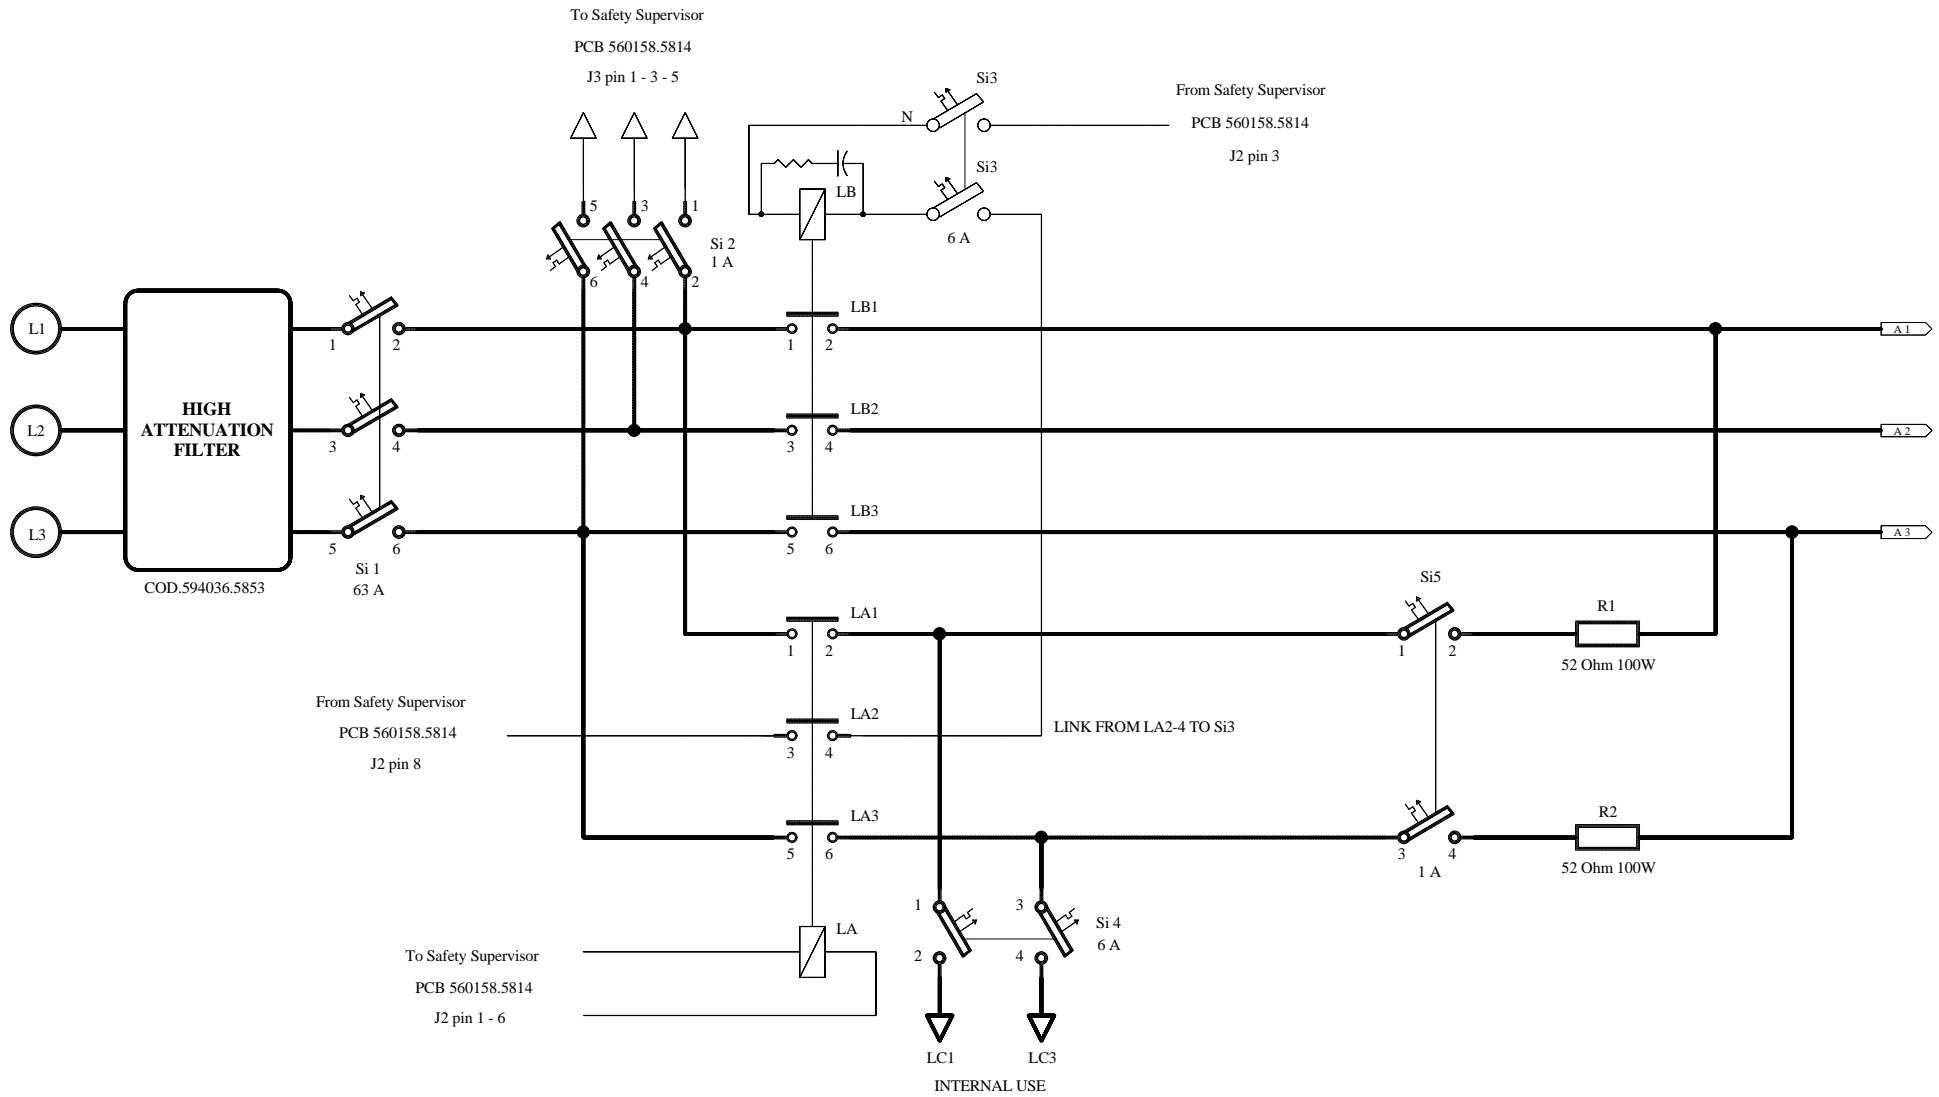 To Safety Supervisor
PCB 560158.5814
J3 pin 1 - 3 - 5
Si3
From Safety Supervisor
PCB 560158.5814
J2 pin 3
N
Si3
LB
6 A
5
3
1
Si 2
1 A
6
4
2
L1
1
2
LB1
1
2
A 1
L2
HIGH
ATTENUATION
FILTER
3
4
LB2
3
4
A 2
L3
5
6
LB3
5
6
A 3
Si 1
63 A
COD.594036.5853
Si5
LA1
1
2
1
2
R1
52 Ohm 100W
From Safety Supervisor
PCB 560158.5814
J2 pin 8
LA2
3
4
LINK FROM LA2-4 TO Si3
LA3
5
6
3
4
1 A
R2
52 Ohm 100W
1
2
3
4
Si 4
6 A
LA
To Safety Supervisor
PCB 560158.5814
J2 pin 1 - 6
LC1
LC3
INTERNAL USE